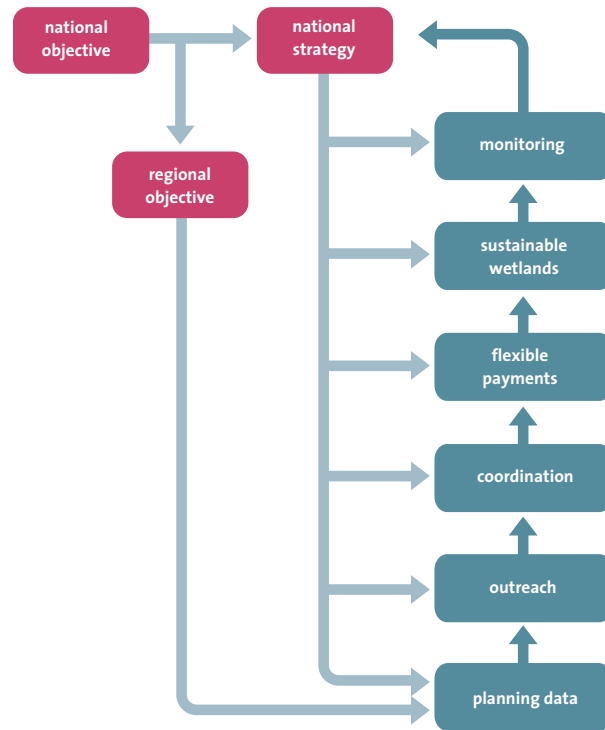 national
objective
national
strategy
monitoring
regional
objective
sustainable
wetlands
flexible
payments
coordination
outreach
planning data